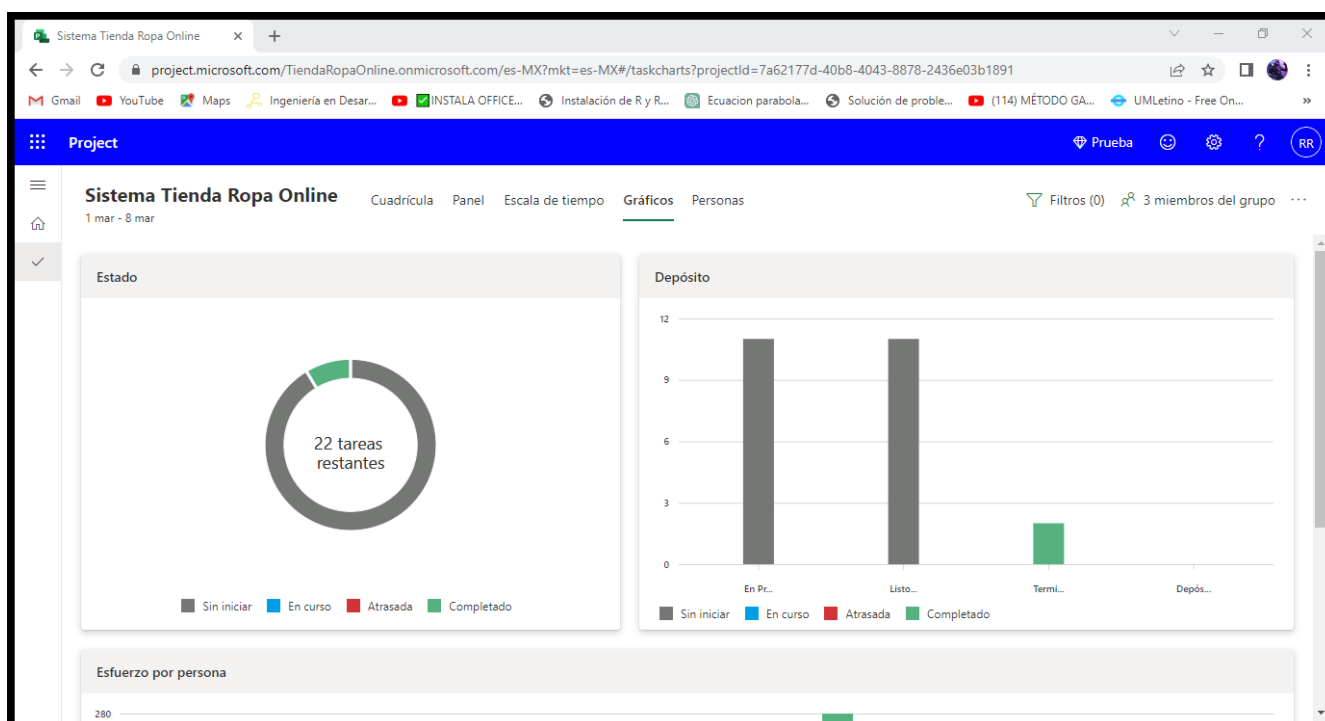 Sistema Tienda Ropa Online
project.microsoft.com/TiendaRopaOnline.onmicrosoft.com/es-MX?mkt=es-MX#/taskcharts?projectId=7a62177d-40b8-4043-8878-2436e03b1891
Gmail YouTube Maps Ingeniería en Desar... INSTALA OFFICE... Instalación de R y R... Ecuacion parabola... Solución de proble... (114) MÉTODO GA... UMLetino - Free On... »
Project Prueba ? RR
Sistema Tienda Ropa Online Cuadrícula Panel Escala de tiempo Gráficos Personas Filtros (0) 3 miembros del grupo ...
1 mar - 8 mar
Estado
22 tareas
restantes
Sin iniciar En curso Atrasada Completado
Depósito
12
9
6
3
0
En Pr... Listo... Termi... Depós...
Sin iniciar En curso Atrasada Completado
Esfuerzo por persona
280